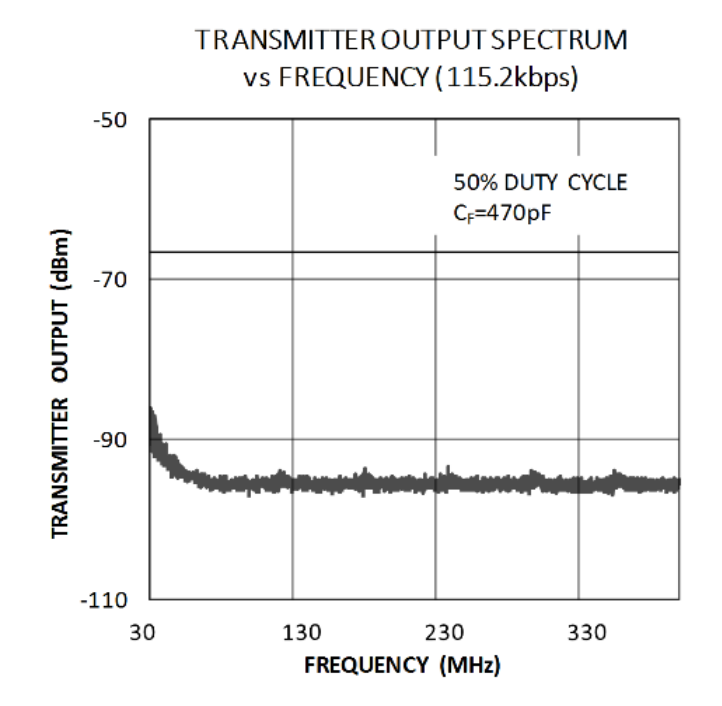 TRANSMITTER OUTPUT SPECTRUM
vs FREQUENCY (115.2kbps)
-50
50% DUTY CYCLE
CF=470pF
-70
TRANSMITTER OUTPUT (dBm)
-90
-110
30 130 230 330
FREQUENCY (MHz)